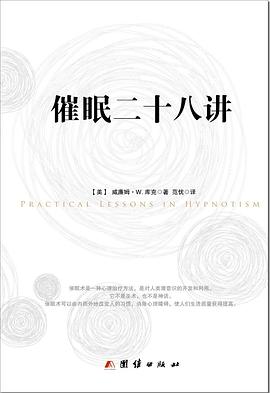 催眠二十八讲
【美】威廉姆·W.库克 著 范忧 译
PRACTICAL LESSONS IN HYPNOTISM
催眠术是一种心理治疗方法，是对人类潜意识的开发和利用。
它不是巫术，也不是神话。
催眠术可以由内而外地改变人的习惯，消除心理障碍，使人们生活质量获得提高。
团结出版社